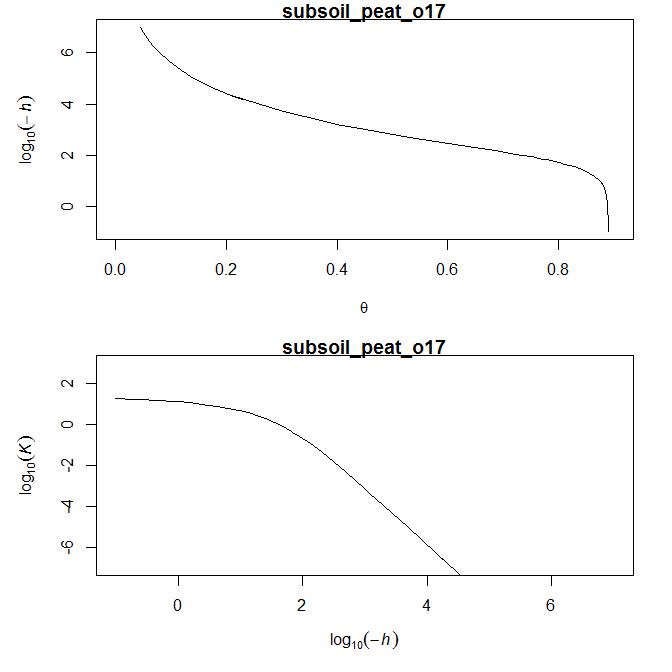 subsoil_peat_o17
6
4
2
0
log10(− h)
0.0 0.2 0.4 0.6 0.8
θ
subsoil_peat_o17
2
0
-2
-4
-6
log10(K)
0 2 4 6
log10(−h)